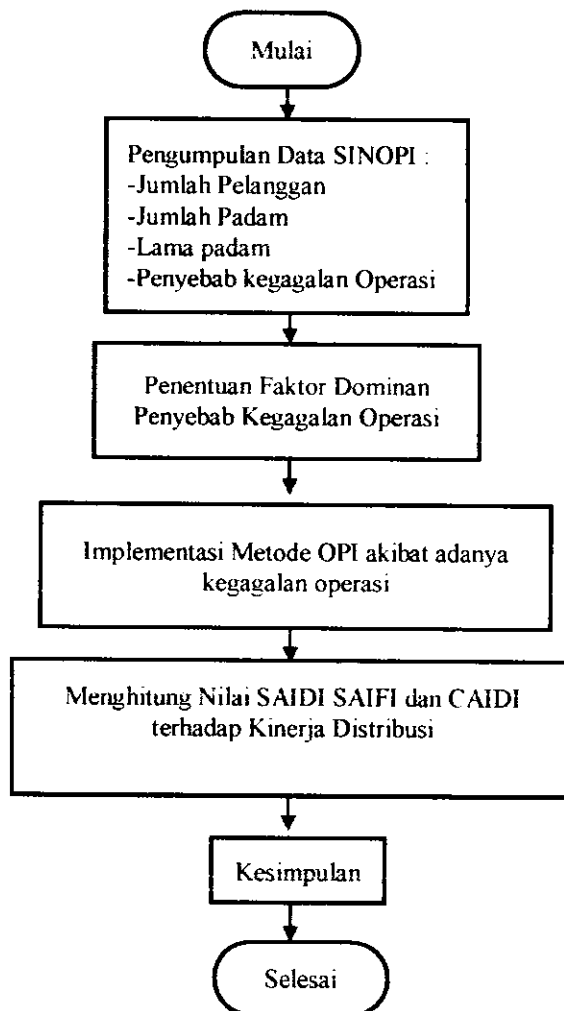 Mulai
Pengumpulan Data SINOPI :
-Jumlah Pelanggan
-Jumlah Padam
-Lama padam
-Penyebab kegagalan Operasi
Penentuan Faktor Dominan
Penyebab Kegagalan Operasi
Implementasi Metode OPI akibat adanya
kegagalan operasi
Menghitung Nilai SAIDI SAIFI dan CAIDI
terhadap Kinerja Distribusi
Kesimpulan
Selesai